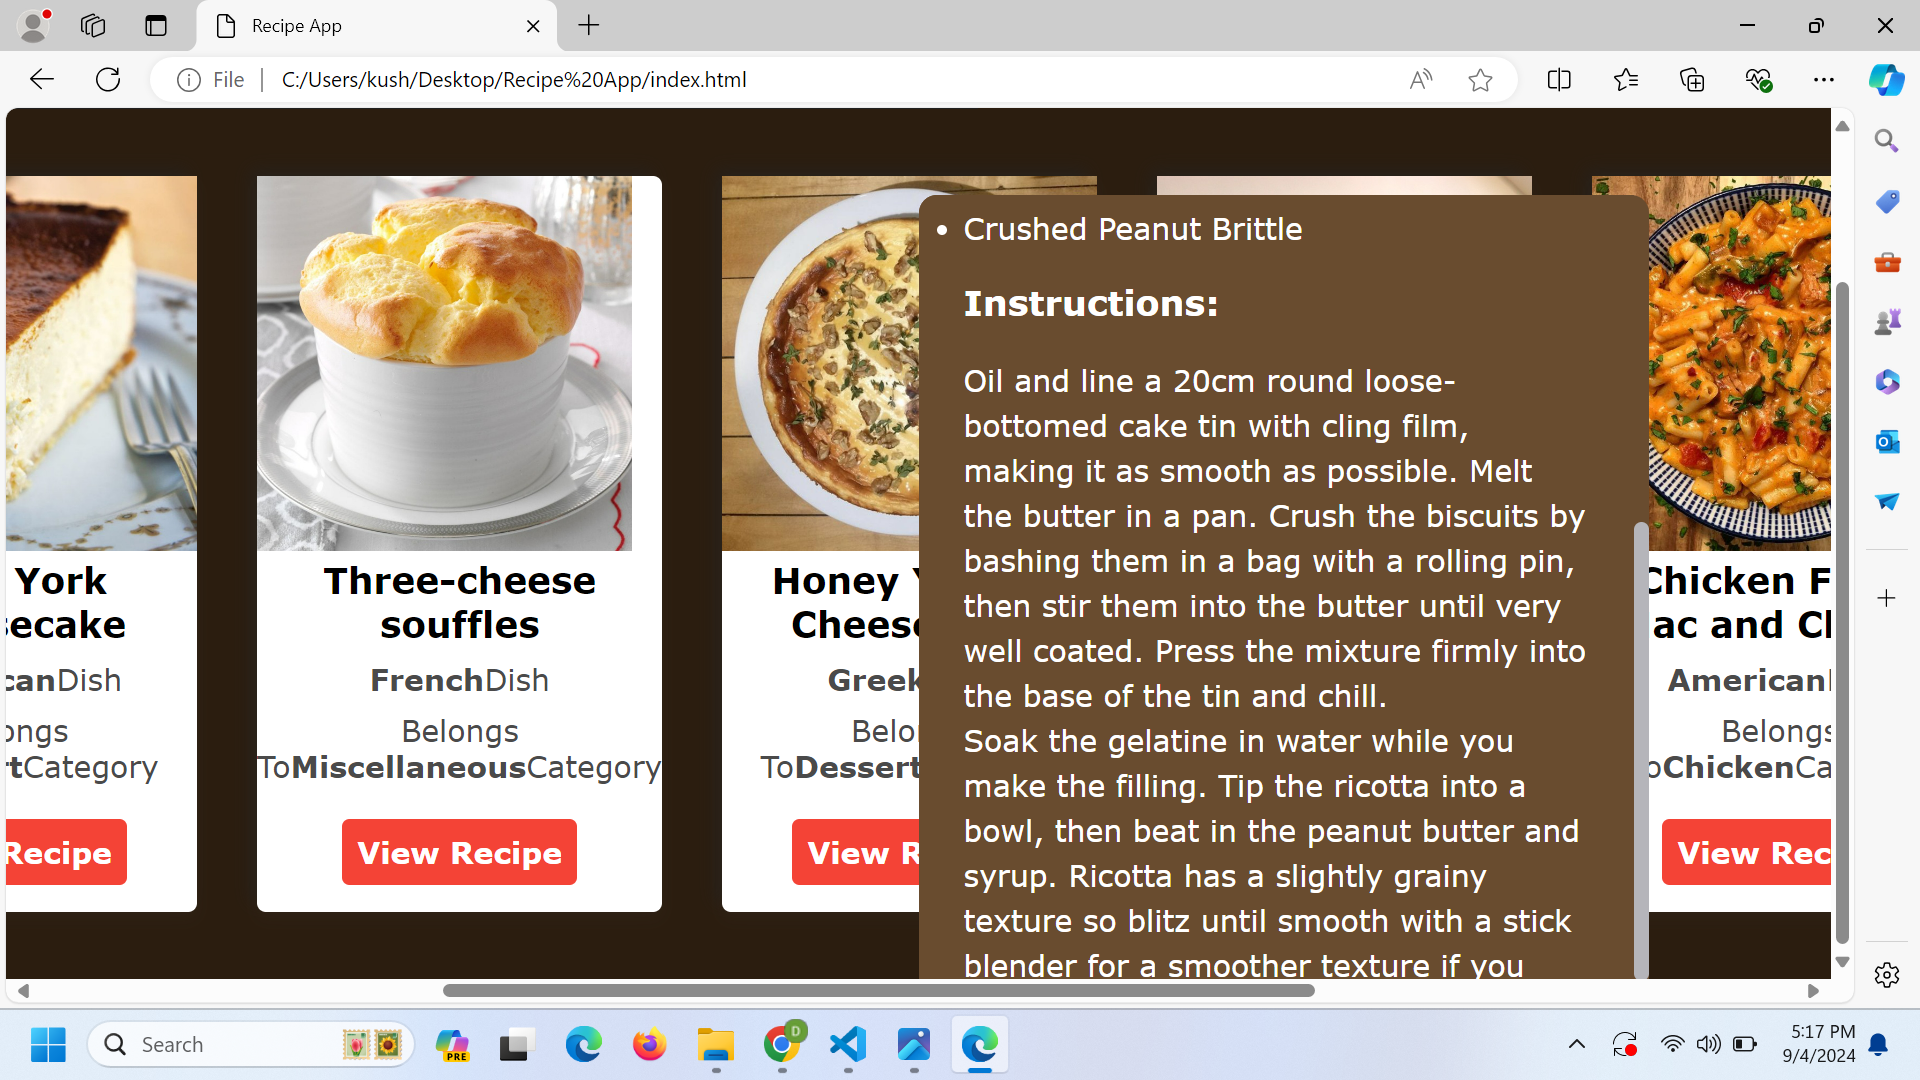 Recipe App
File
C:/Users/kush/Desktop/Recipe%20App/index.html
York
secake
canDish
ongs
tCategory
Recipe
Three-cheese
souffles
FrenchDish
Belongs
ToMiscellaneousCategory
View Recipe
Honey
Cheese
Greek
Belo
ToDessert
View R
• Crushed Peanut Brittle
Instructions:
Oil and line a 20cm round loose-
bottomed cake tin with cling film,
making it as smooth as possible. Melt
the butter in a pan. Crush the biscuits by
bashing them in a bag with a rolling pin,
then stir them into the butter until very
well coated. Press the mixture firmly into
the base of the tin and chill.
Soak the gelatine in water while you
make the filling. Tip the ricotta into a
bowl, then beat in the peanut butter and
syrup. Ricotta has a slightly grainy
texture so blitz until smooth with a stick
blender for a smoother texture if you
Chicken F
ac and Ch
American
Belongs
oChickenCa
View Rec
Search
PRE
D
5:17 PM
9/4/2024